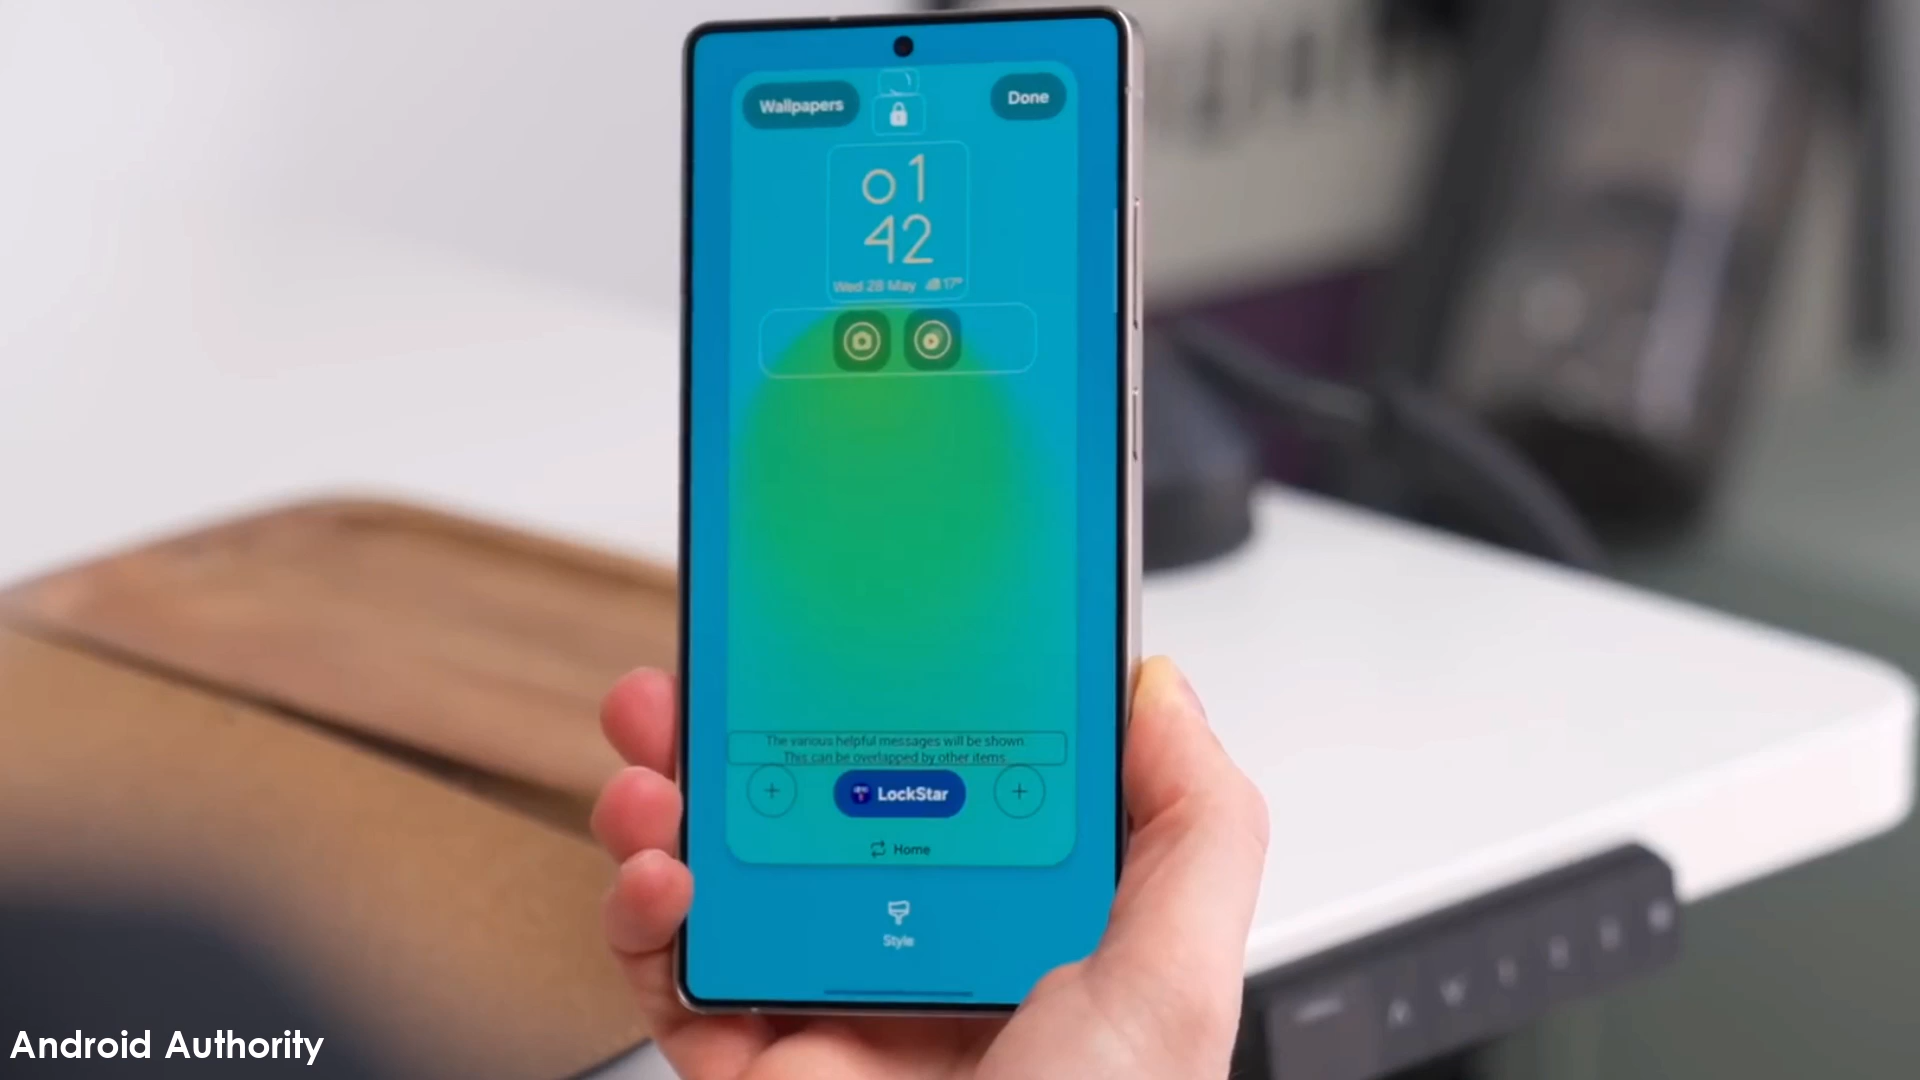 Wallpapers
Done
01
42
Wed 28 May 17°
The various helpful messages will be shown.
This can be overlapped by other items.
LockStar
Home
Style
Android Authority